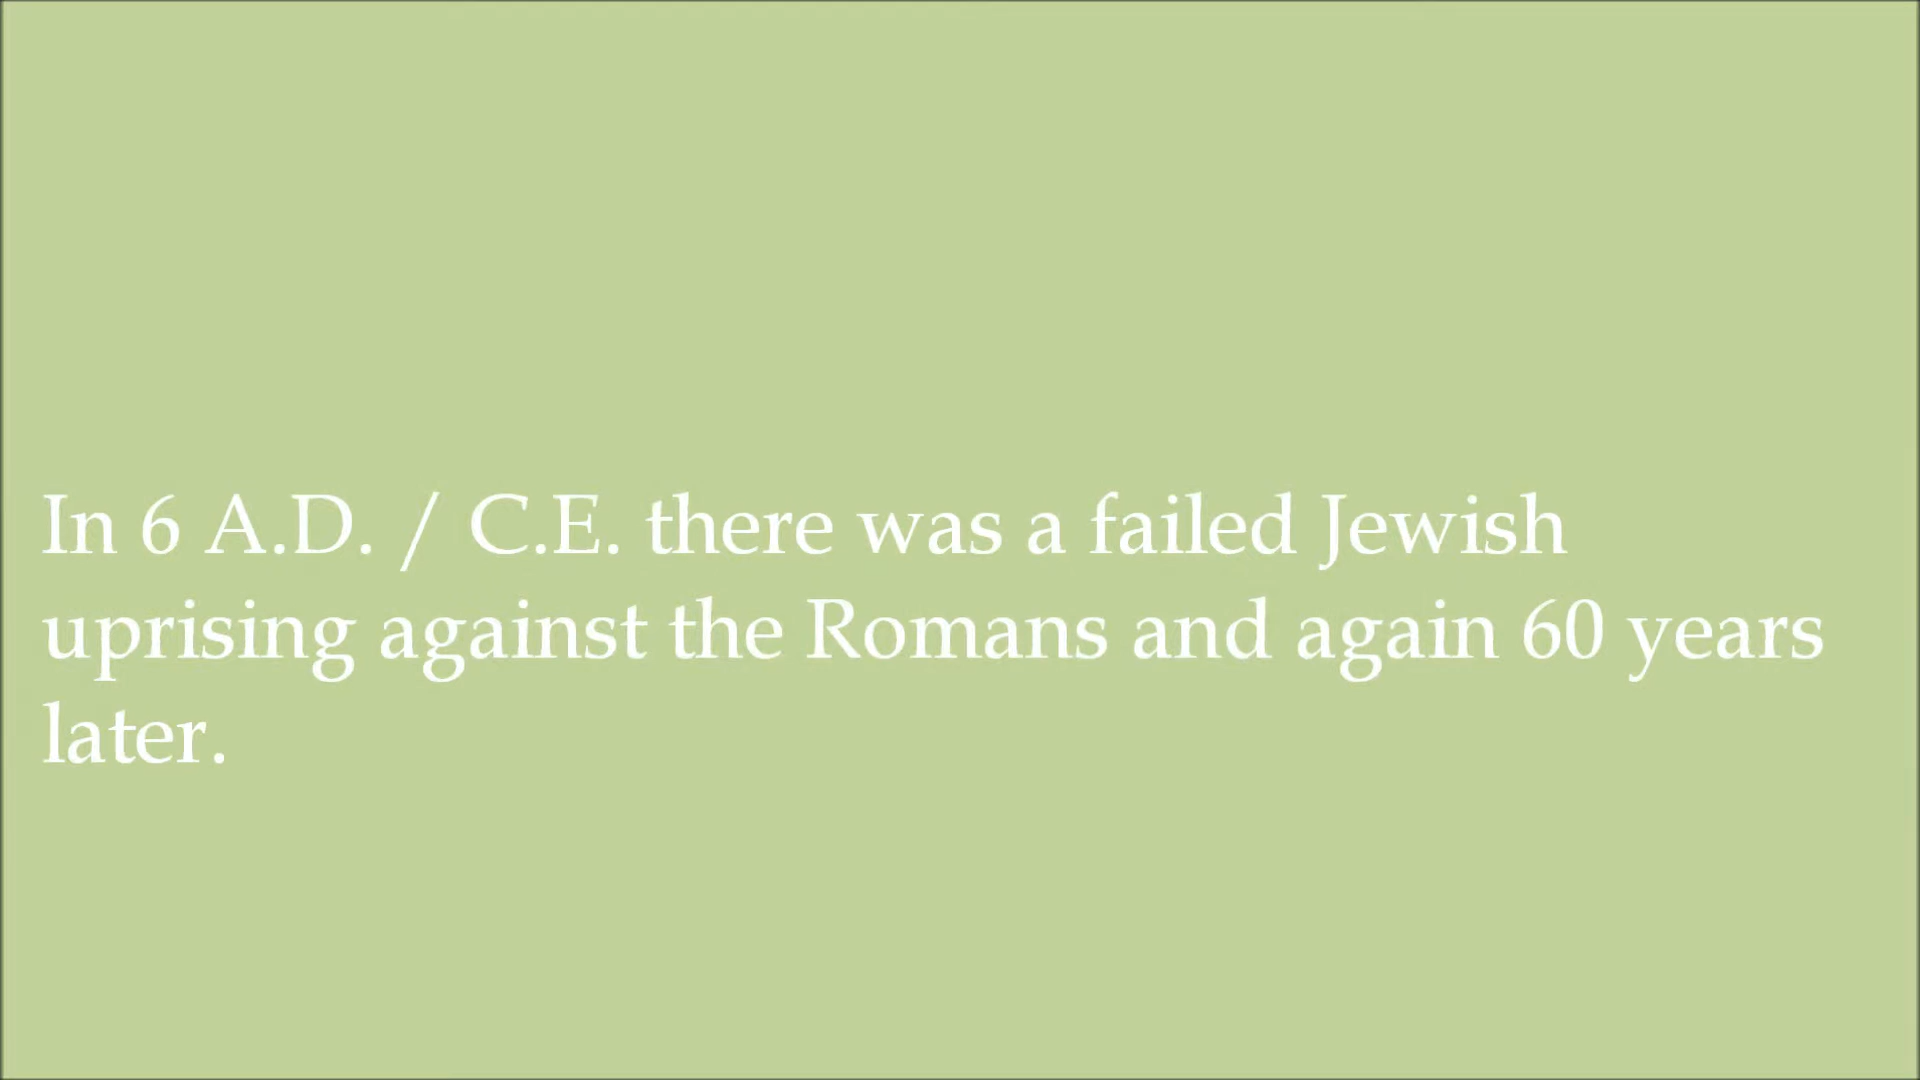 In 6 A.D. / C.E. there was a failed Jewish
uprising against the Romans and again 60 years
later.